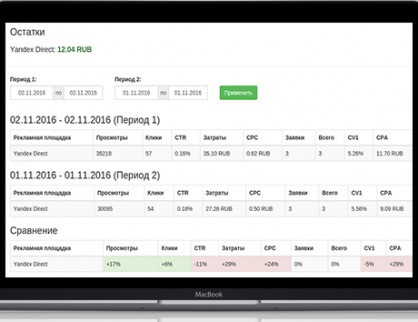 Остатки
Yandex Direct: 12.04 RUB
Период 1: Период 2:
02.11.2016 по 02.11.2016 01.11.2016 по 01.11.2016 Применить
02.11.2016 - 02.11.2016 (Период 1)
Рекламная площадка Просмотры Клики CTR Затраты CPC Заявки Всего CV1 CPA
Yandex Direct 35218 57 0.16% 35.10 RUB 0.62 RUB 3 3 5.26% 11.70 RUB
01.11.2016 - 01.11.2016 (Период 2)
Рекламная площадка Просмотры Клики CTR Затраты CPC Заявки Всего CV1 CPA
Yandex Direct 30095 54 0.18% 27.26 RUB 0.50 RUB 3 3 5.56% 9.09 RUB
Сравнение
Рекламная площадка Просмотры Клики CTR Затраты CPC Заявки Всего CV1 CPA
Yandex Direct +17% +6% -11% +29% +24% 0% 0% -5% +29%
MacBook